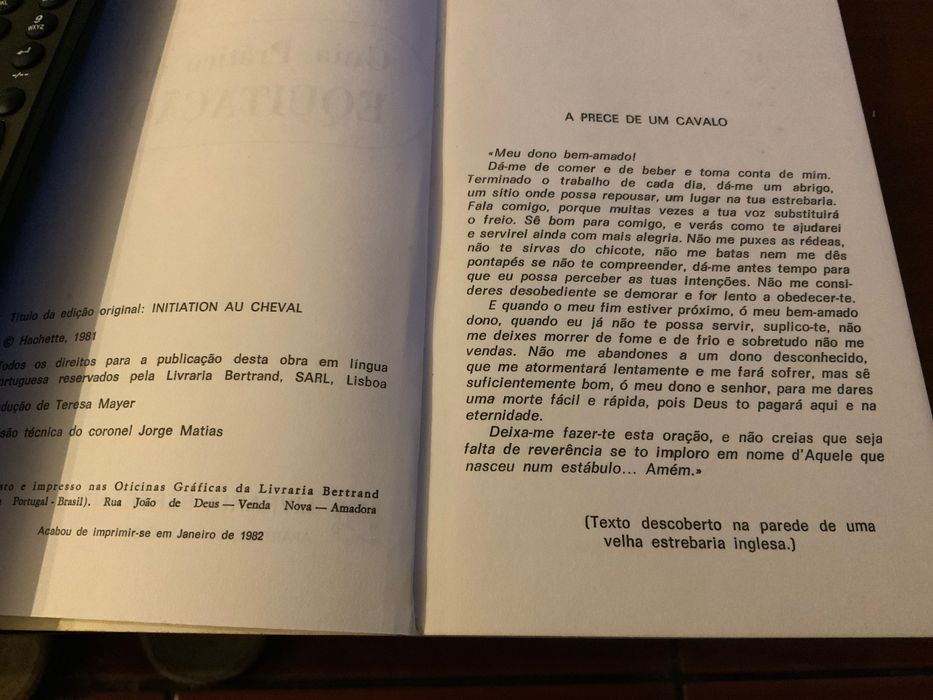 9
WXYZ
Guia Prático
EQUITAÇÃO
Título da edição original: INITIATION AU CHEVAL
© Hachette, 1981
Todos os direitos para a publicação desta obra em língua
portuguesa reservados pela Livraria Bertrand, SARL, Lisboa
dução de Teresa Mayer
são técnica do coronel Jorge Matias
sto e impresso nas Oficinas Gráficas da Livraria Bertrand
Portugal - Brasil). Rua João de Deus — Venda Nova — Amadora
Acabou de imprimir-se em Janeiro de 1982
A PRECE DE UM CAVALO
«Meu dono bem-amado!
Dá-me de comer e de beber e toma conta de mim.
Terminado o trabalho de cada dia, dá-me um abrigo,
um sítio onde possa repousar, um lugar na tua estrebaria.
Fala comigo, porque muitas vezes a tua voz substituirá
o freio. Sê bom para comigo, e verás como te ajudarei
e servirei ainda com mais alegria. Não me puxes as rédeas,
não te sirvas do chicote, não me batas nem me dês
pontapés se não te compreender, dá-me antes tempo para
que eu possa perceber as tuas intenções. Não me consi-
deres desobediente se demorar e for lento a obedecer-te.
E quando o meu fim estiver próximo, ó meu bem-amado
dono, quando eu já não te possa servir, suplico-te, não
me deixes morrer de fome e de frio e sobretudo não me
vendas. Não me abandones a um dono desconhecido,
que me atormentará lentamente e me fará sofrer, mas sê
suficientemente bom, ó meu dono e senhor, para me dares
uma morte fácil e rápida, pois Deus to pagará aqui e na
eternidade.
Deixa-me fazer-te esta oração, e não creias que seja
falta de reverência se to imploro em nome d'Aquele que
nasceu num estábulo... Amém.»
(Texto descoberto na parede de uma
velha estrebaria inglesa.)